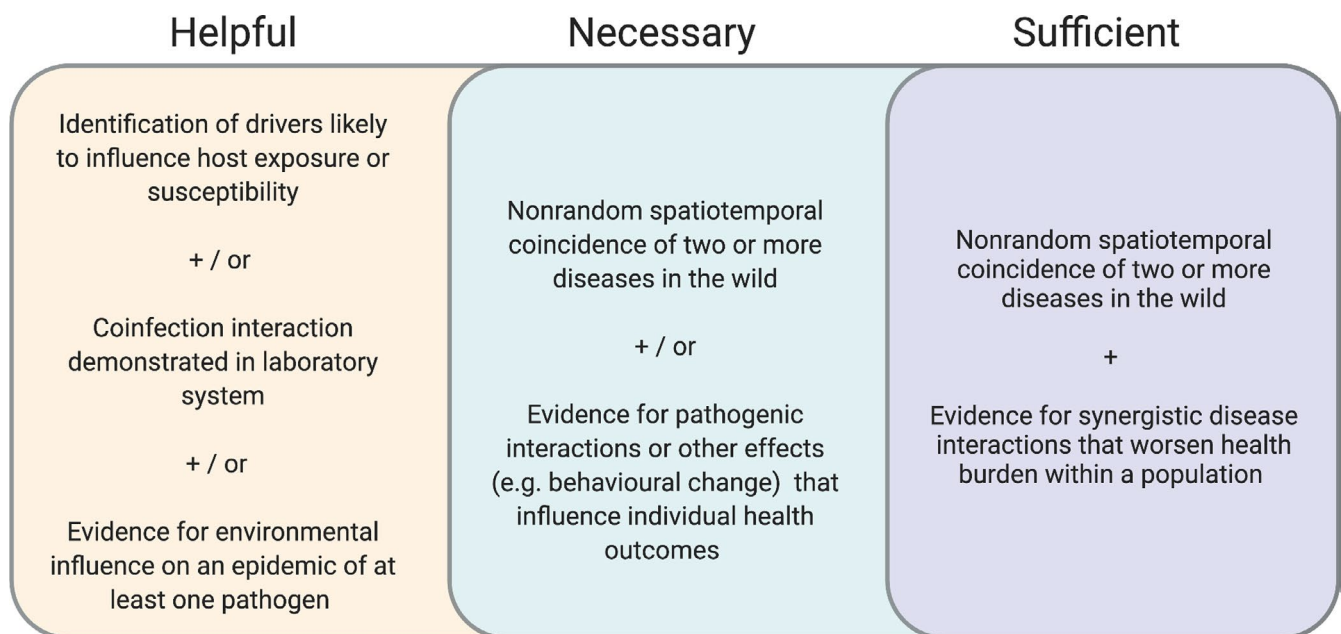 Helpful
Necessary
Sufficient
Identification of drivers likely
to influence host exposure or
susceptibility
+ / or
Coinfection interaction
demonstrated in laboratory
system
+ / or
Evidence for environmental
influence on an epidemic of at
least one pathogen
Nonrandom spatiotemporal
coincidence of two or more
diseases in the wild
+ / or
Evidence for pathogenic
interactions or other effects
(e.g. behavioural change)  that
influence individual health
outcomes
Nonrandom spatiotemporal
coincidence of two or more
diseases in the wild
+
Evidence for synergistic disease
interactions that worsen health
burden within a population